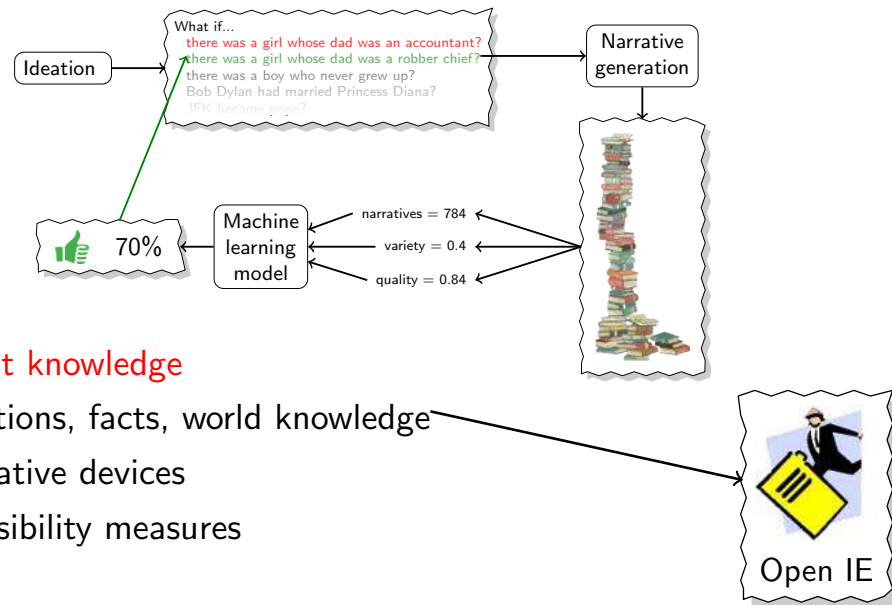 What if...
there was a girl whose dad was an accountant?
there was a girl whose dad was a robber chief?
there was a boy who never grew up?
Bob Dylan had married Princess Diana?
JFK became pope?
Ideation
Narrative
generation
narratives = 784
variety = 0.4
quality = 0.84
Machine
learning
model
70%
t knowledge
tions, facts, world knowledge
ative devices
sibility measures
Open IE